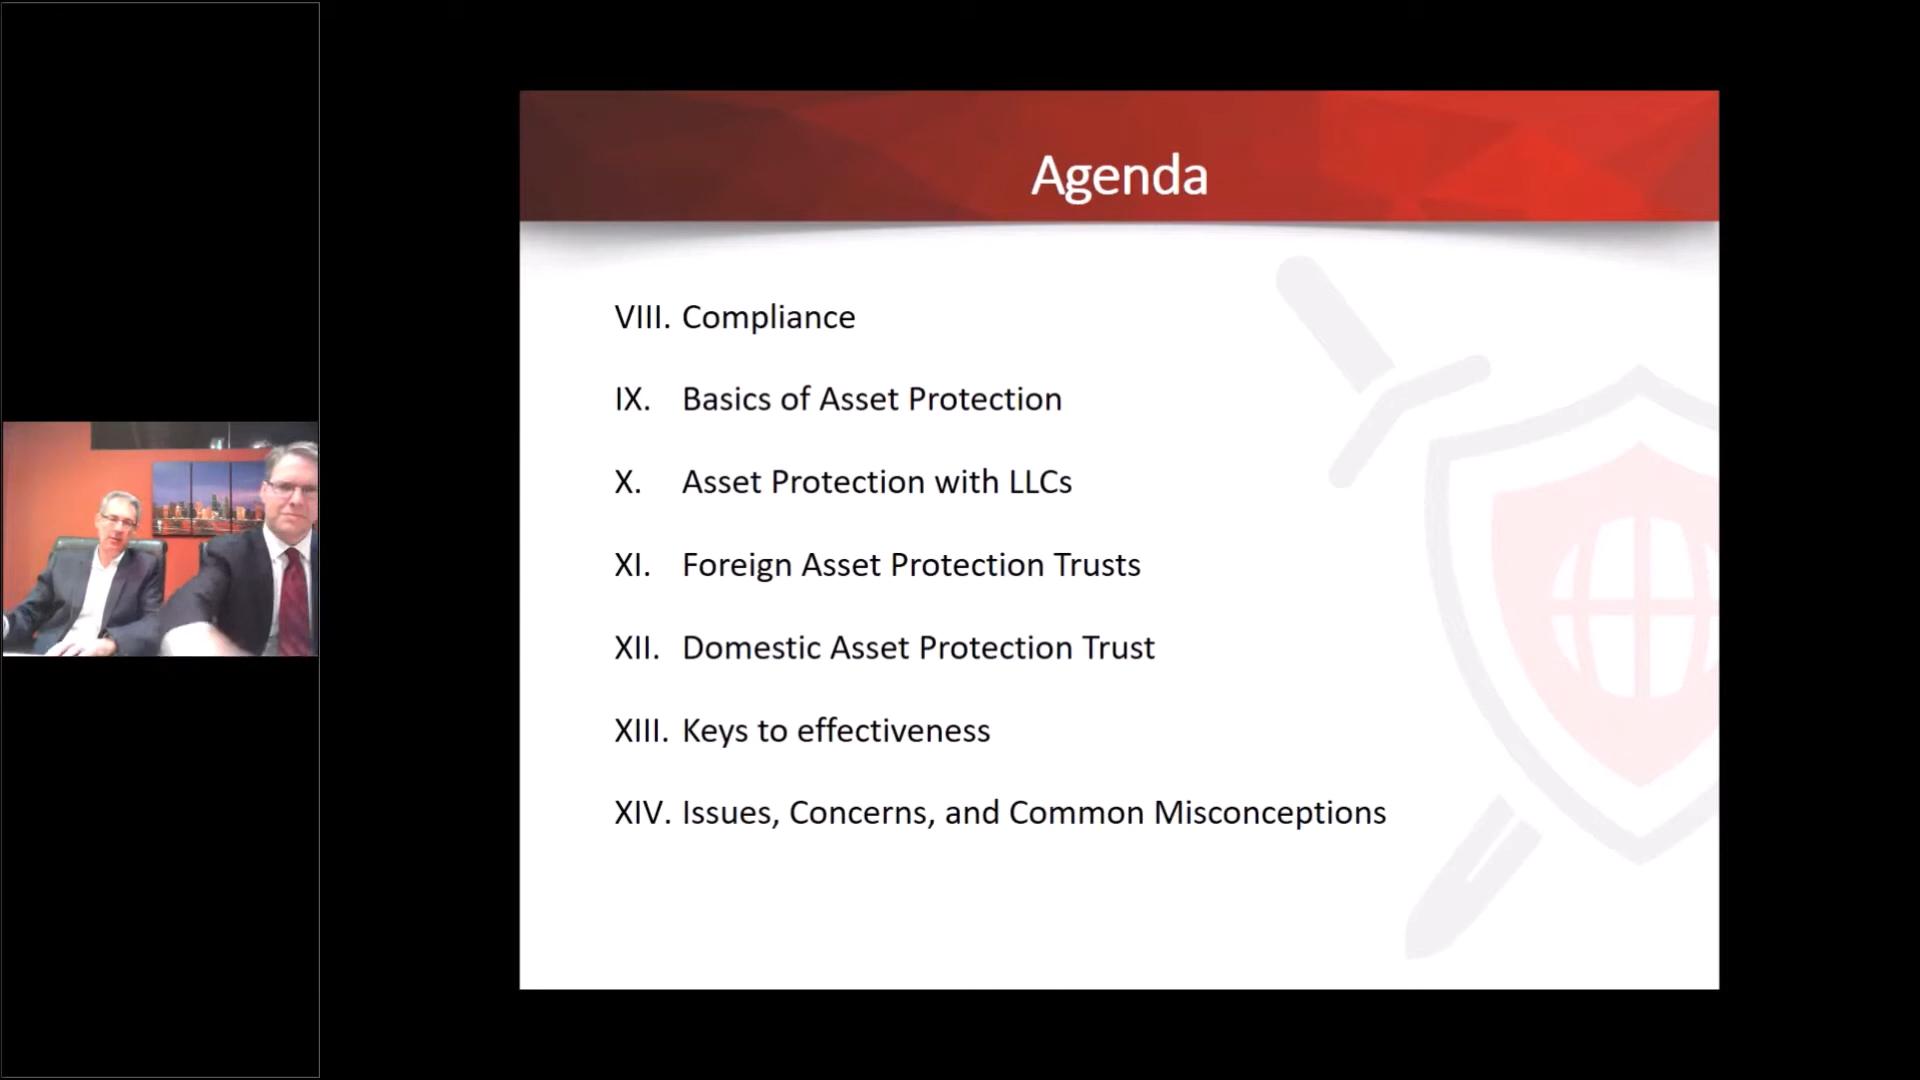 Agenda
VIII. Compliance
IX. Basics of Asset Protection
X. Asset Protection with LLCs
XI. Foreign Asset Protection Trusts
XII. Domestic Asset Protection Trust
XIII. Keys to effectiveness
XIV. Issues, Concerns, and Common Misconceptions